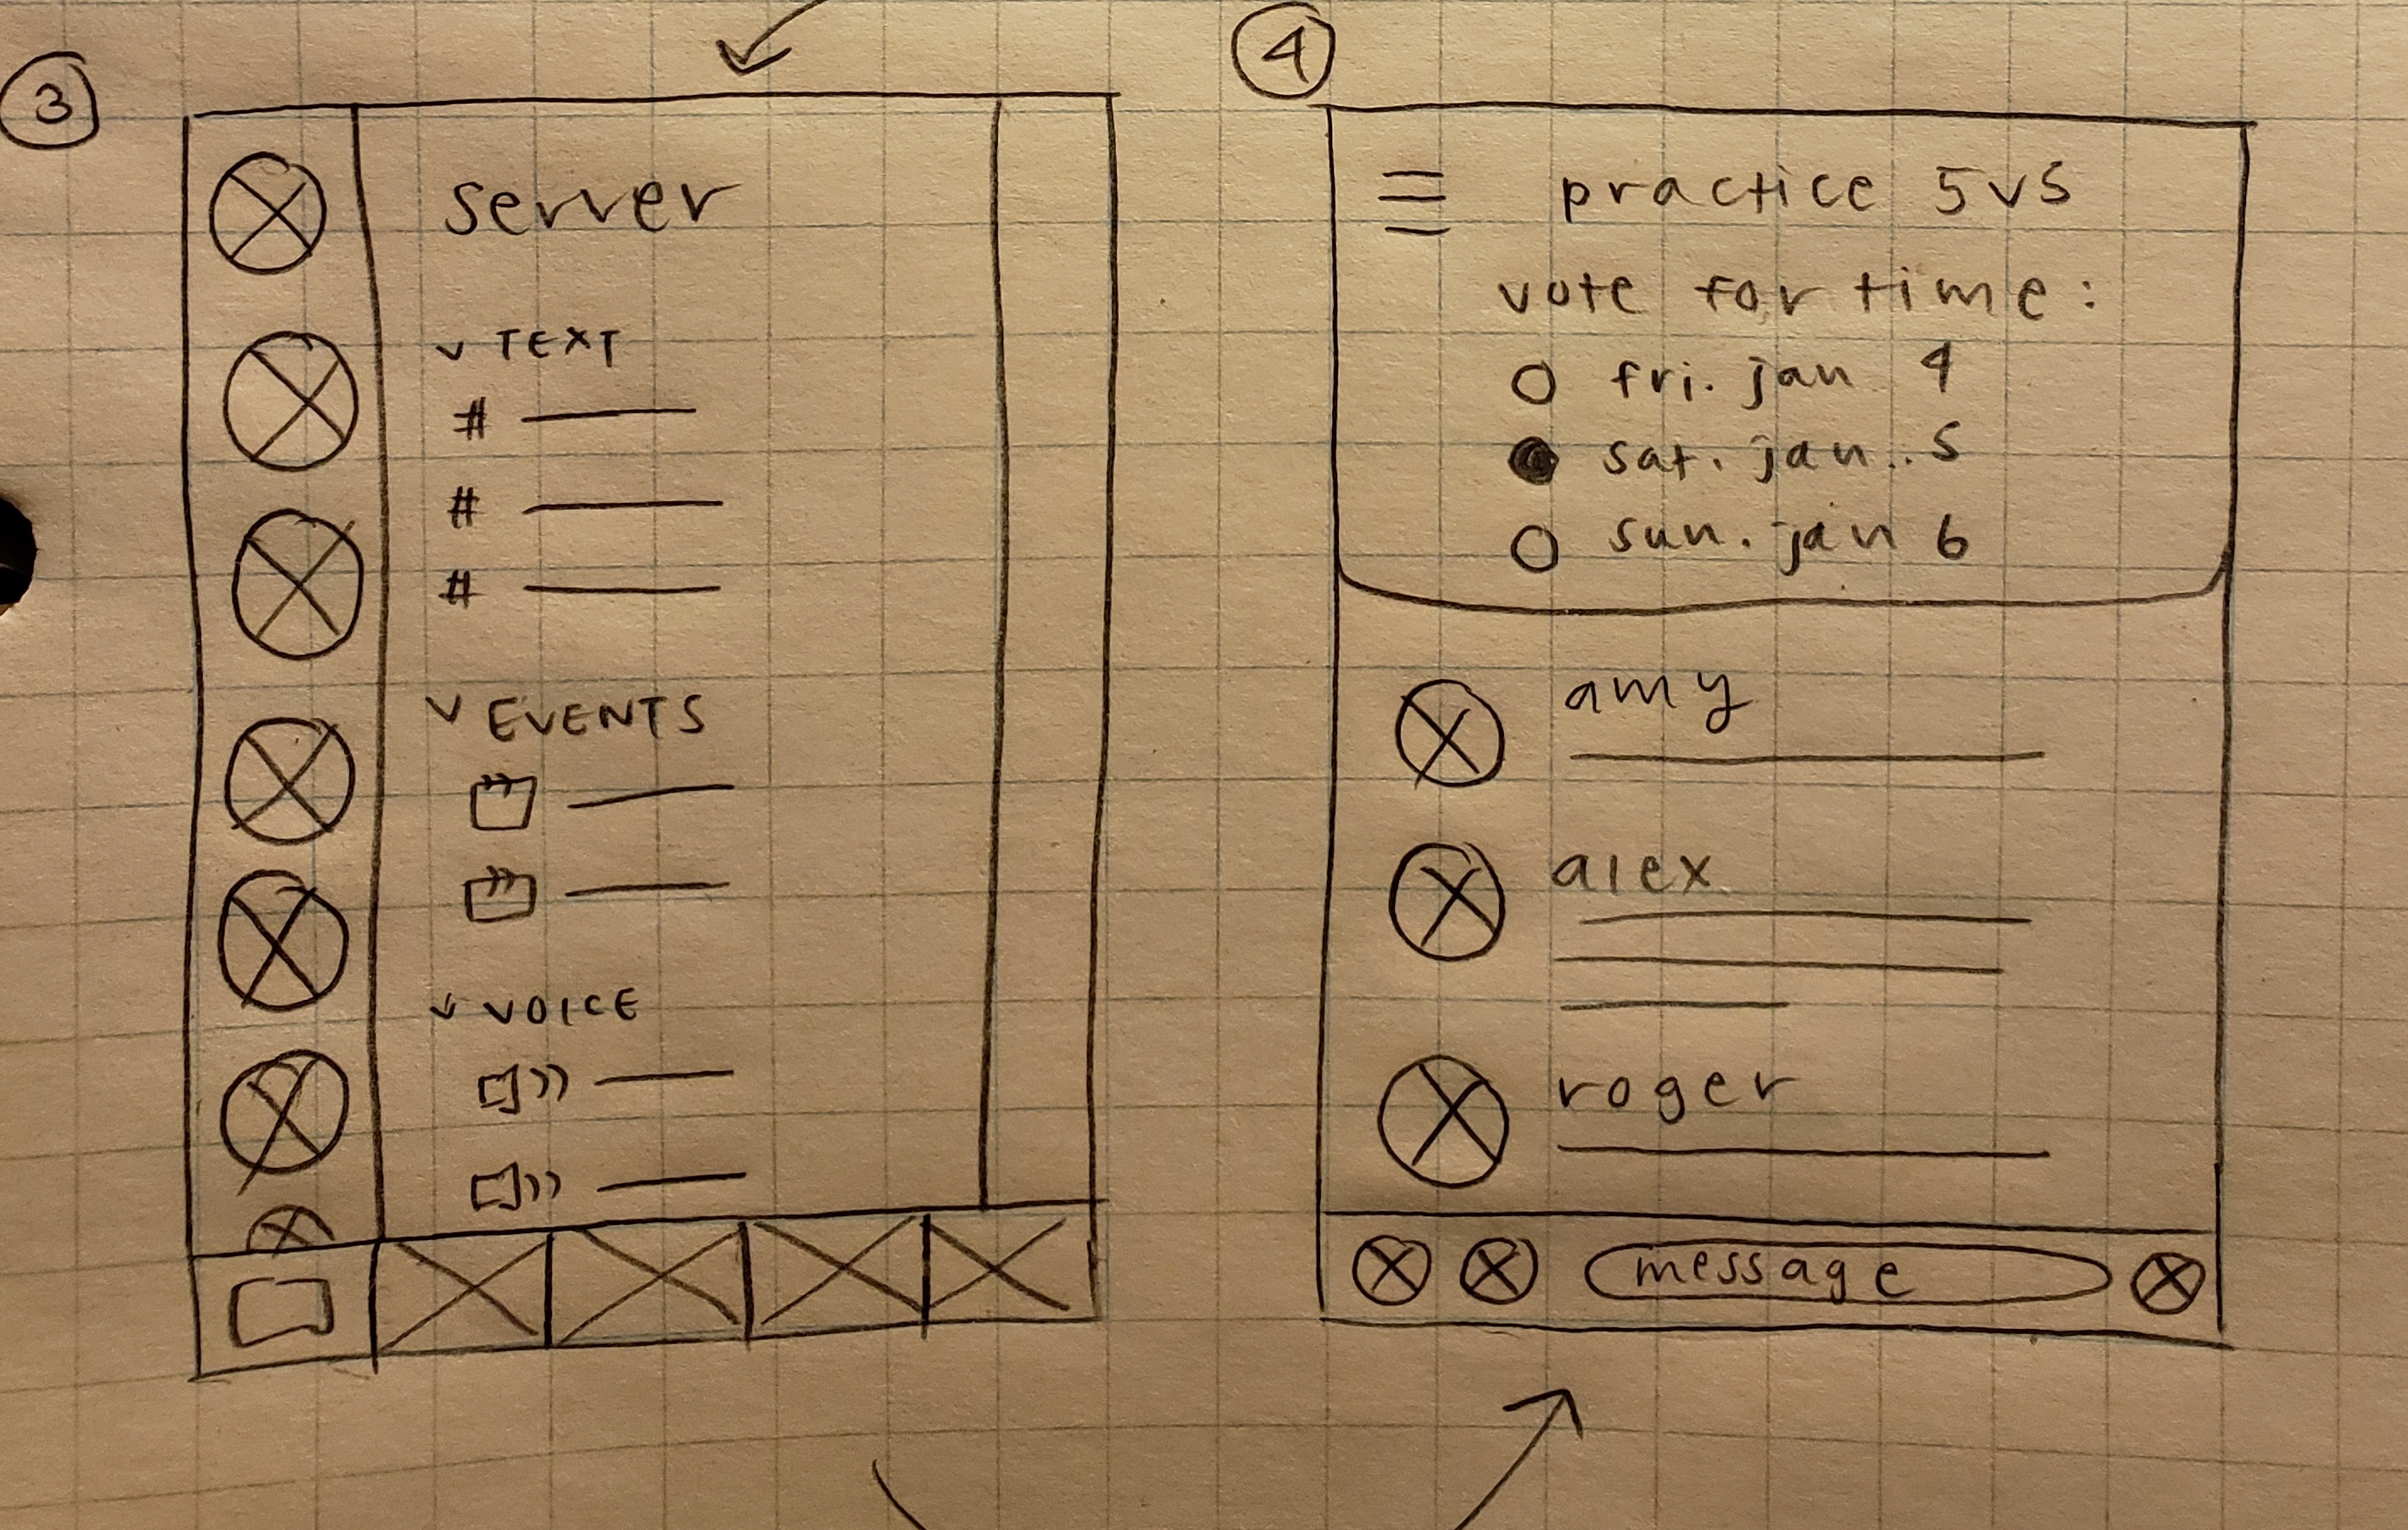 3
server
v TEXT
#
#
#
v EVENTS
v VOICE
4
practice 5v5
vote for time:
fri. jan 4
sat. jan. 5
sun. jan 6
amy
alex
roger
message